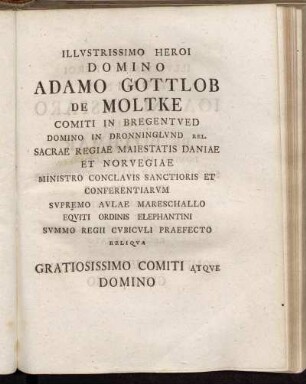 ILLVSTRISSIMO HEROI
DOMINO
ADAMO GOTTLOB
DE MOLTKE
COMITI IN BREGENTVED
DOMINO IN DRONNINGLVND REL.
SACRAE REGIAE MAIESTATIS DANIAE
ET NORVEGIAE
MINISTRO CONCLAVIS SANCTIORIS ET
CONFERENTIARVM
SVPREMO AVLAE MARESCHALLO
EQVITI ORDINIS ELEPHANTINI
SVMMO REGII CVBICVLI PRAEFECTO
RELIQVA
GRATIOSISSIMO COMITI ATQVE
DOMINO